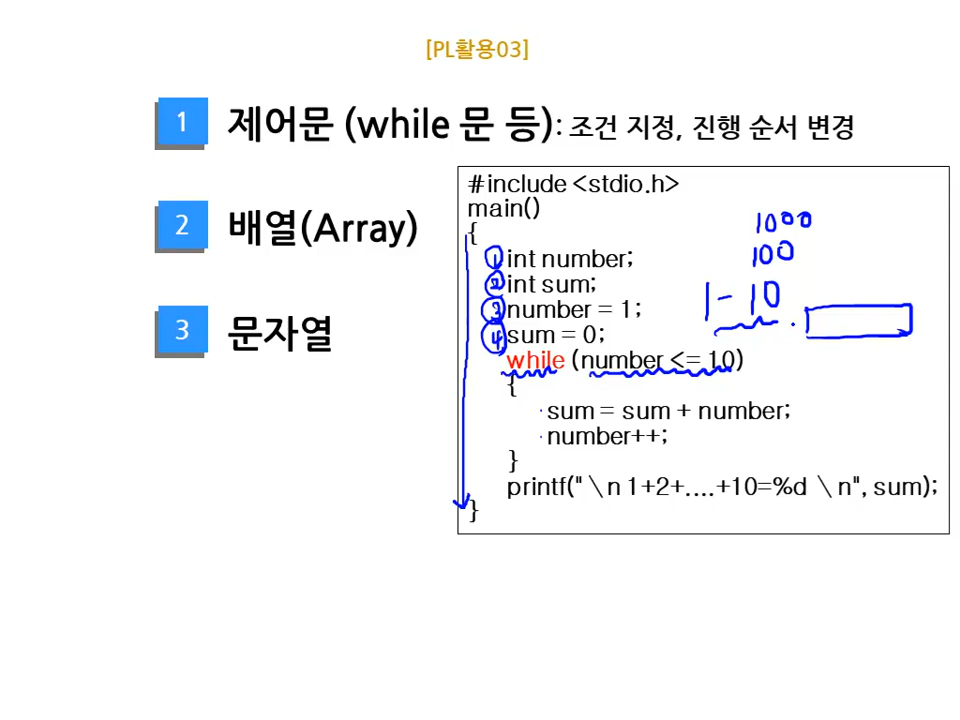 [PL활용03]
1 제어문 (while 문 등): 조건 지정, 진행 순서 변경
2 배열(Array)
3 문자열
#include <stdio.h>
main()
{
1000
100
① int number;
② int sum;
1- 10
③ number = 1;
④ sum = 0;
while (number <= 10)
{
sum = sum + number;
number++;
}
printf("\n 1+2+....+10=%d \n", sum);
}